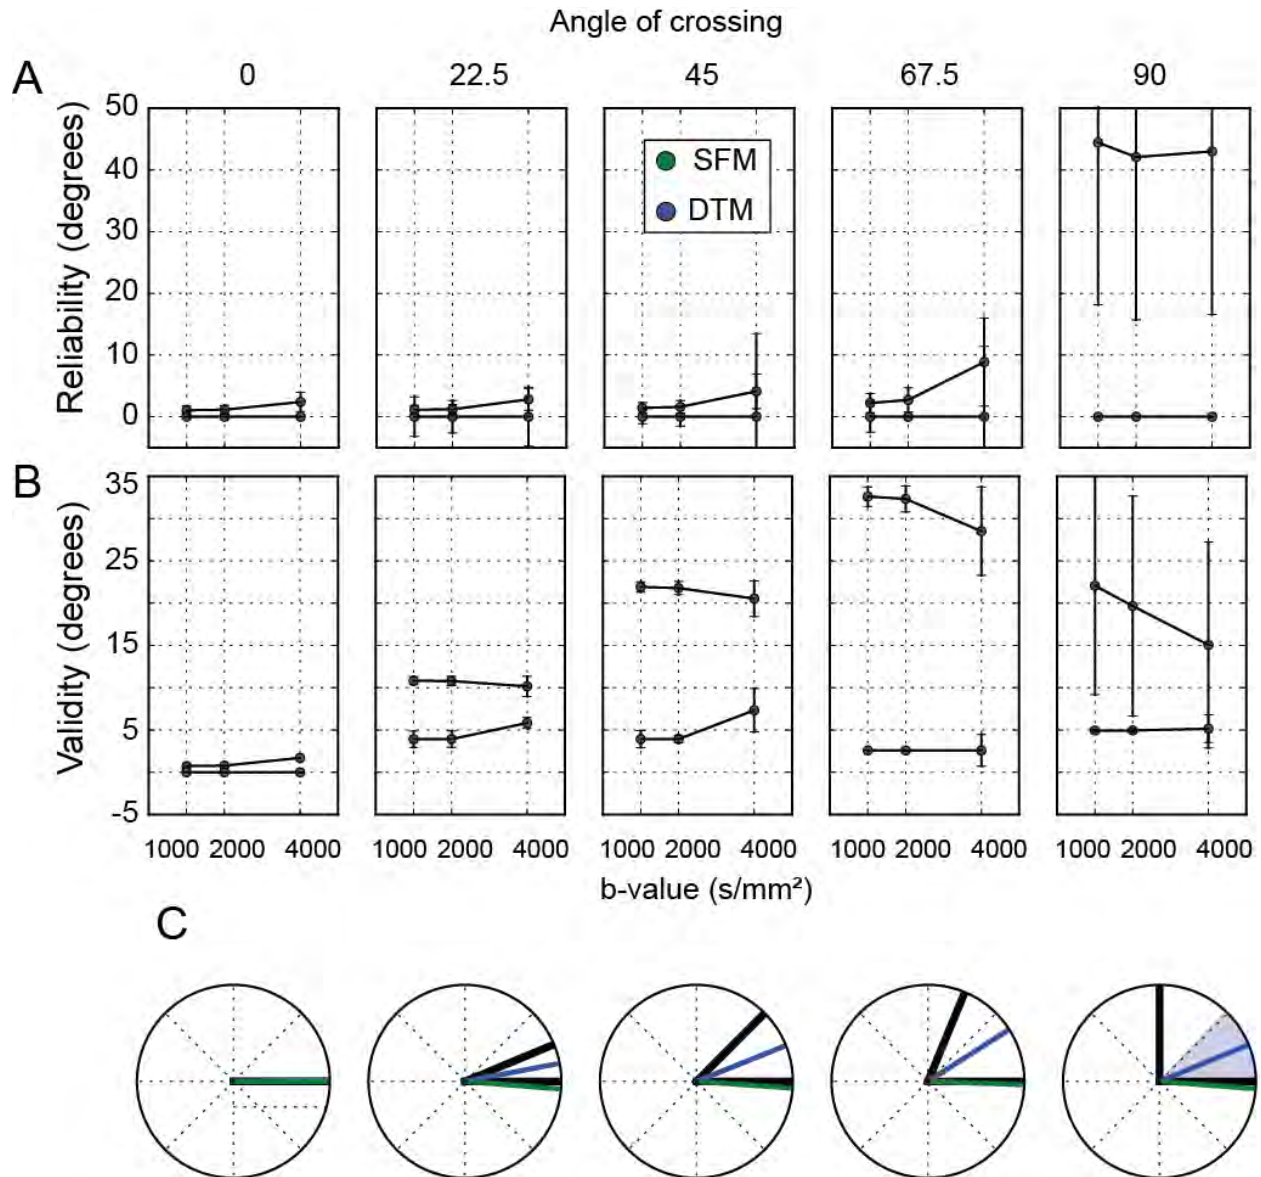 Angle of crossing
A
0 22.5 45 67.5 90
Reliability (degrees)
50
40
30
20
10
0
SFM
DTM
B
Validity (degrees)
35
25
15
5
-5
1000 2000 4000 1000 2000 4000 1000 2000 4000 1000 2000 4000 1000 2000 4000
b-value (s/mm²)
C